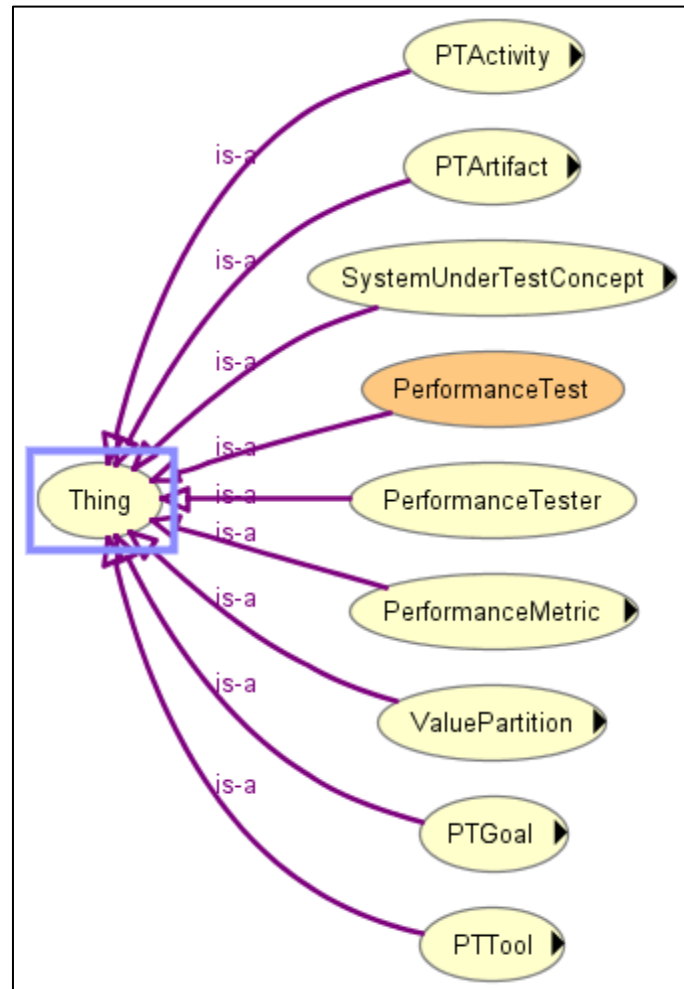 PTActivity
is-a
PTArtifact
is-a
SystemUnderTestConcept
is-a
PerformanceTest
is-a
Thing
is-a
PerformanceTester
is-a
PerformanceMetric
is-a
ValuePartition
is-a
PTGoal
is-a
PTTool